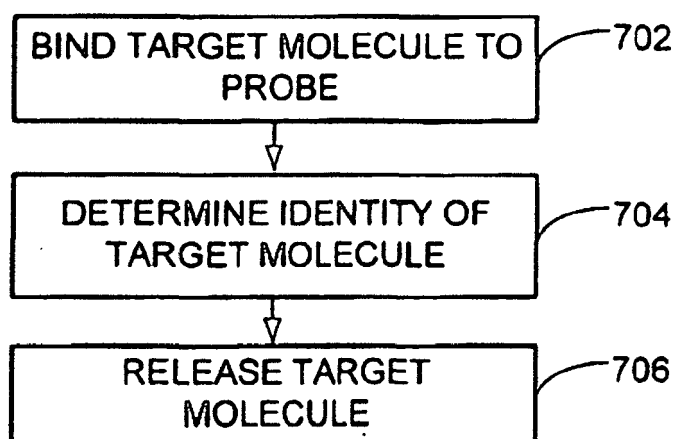 BIND TARGET MOLECULE TO
PROBE
702
DETERMINE IDENTITY OF
TARGET MOLECULE
704
RELEASE TARGET
MOLECULE
706